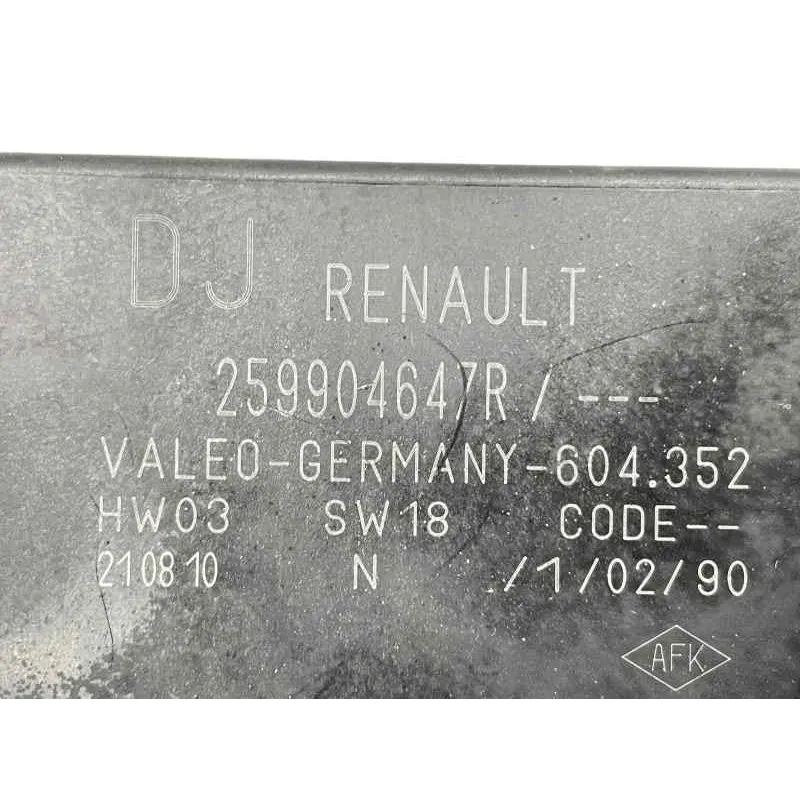 DJ RENAULT
259904647R / ---
VALEO-GERMANY-604.352
HW03 SW18 CODE--
210810 N /1/02/90
AFK